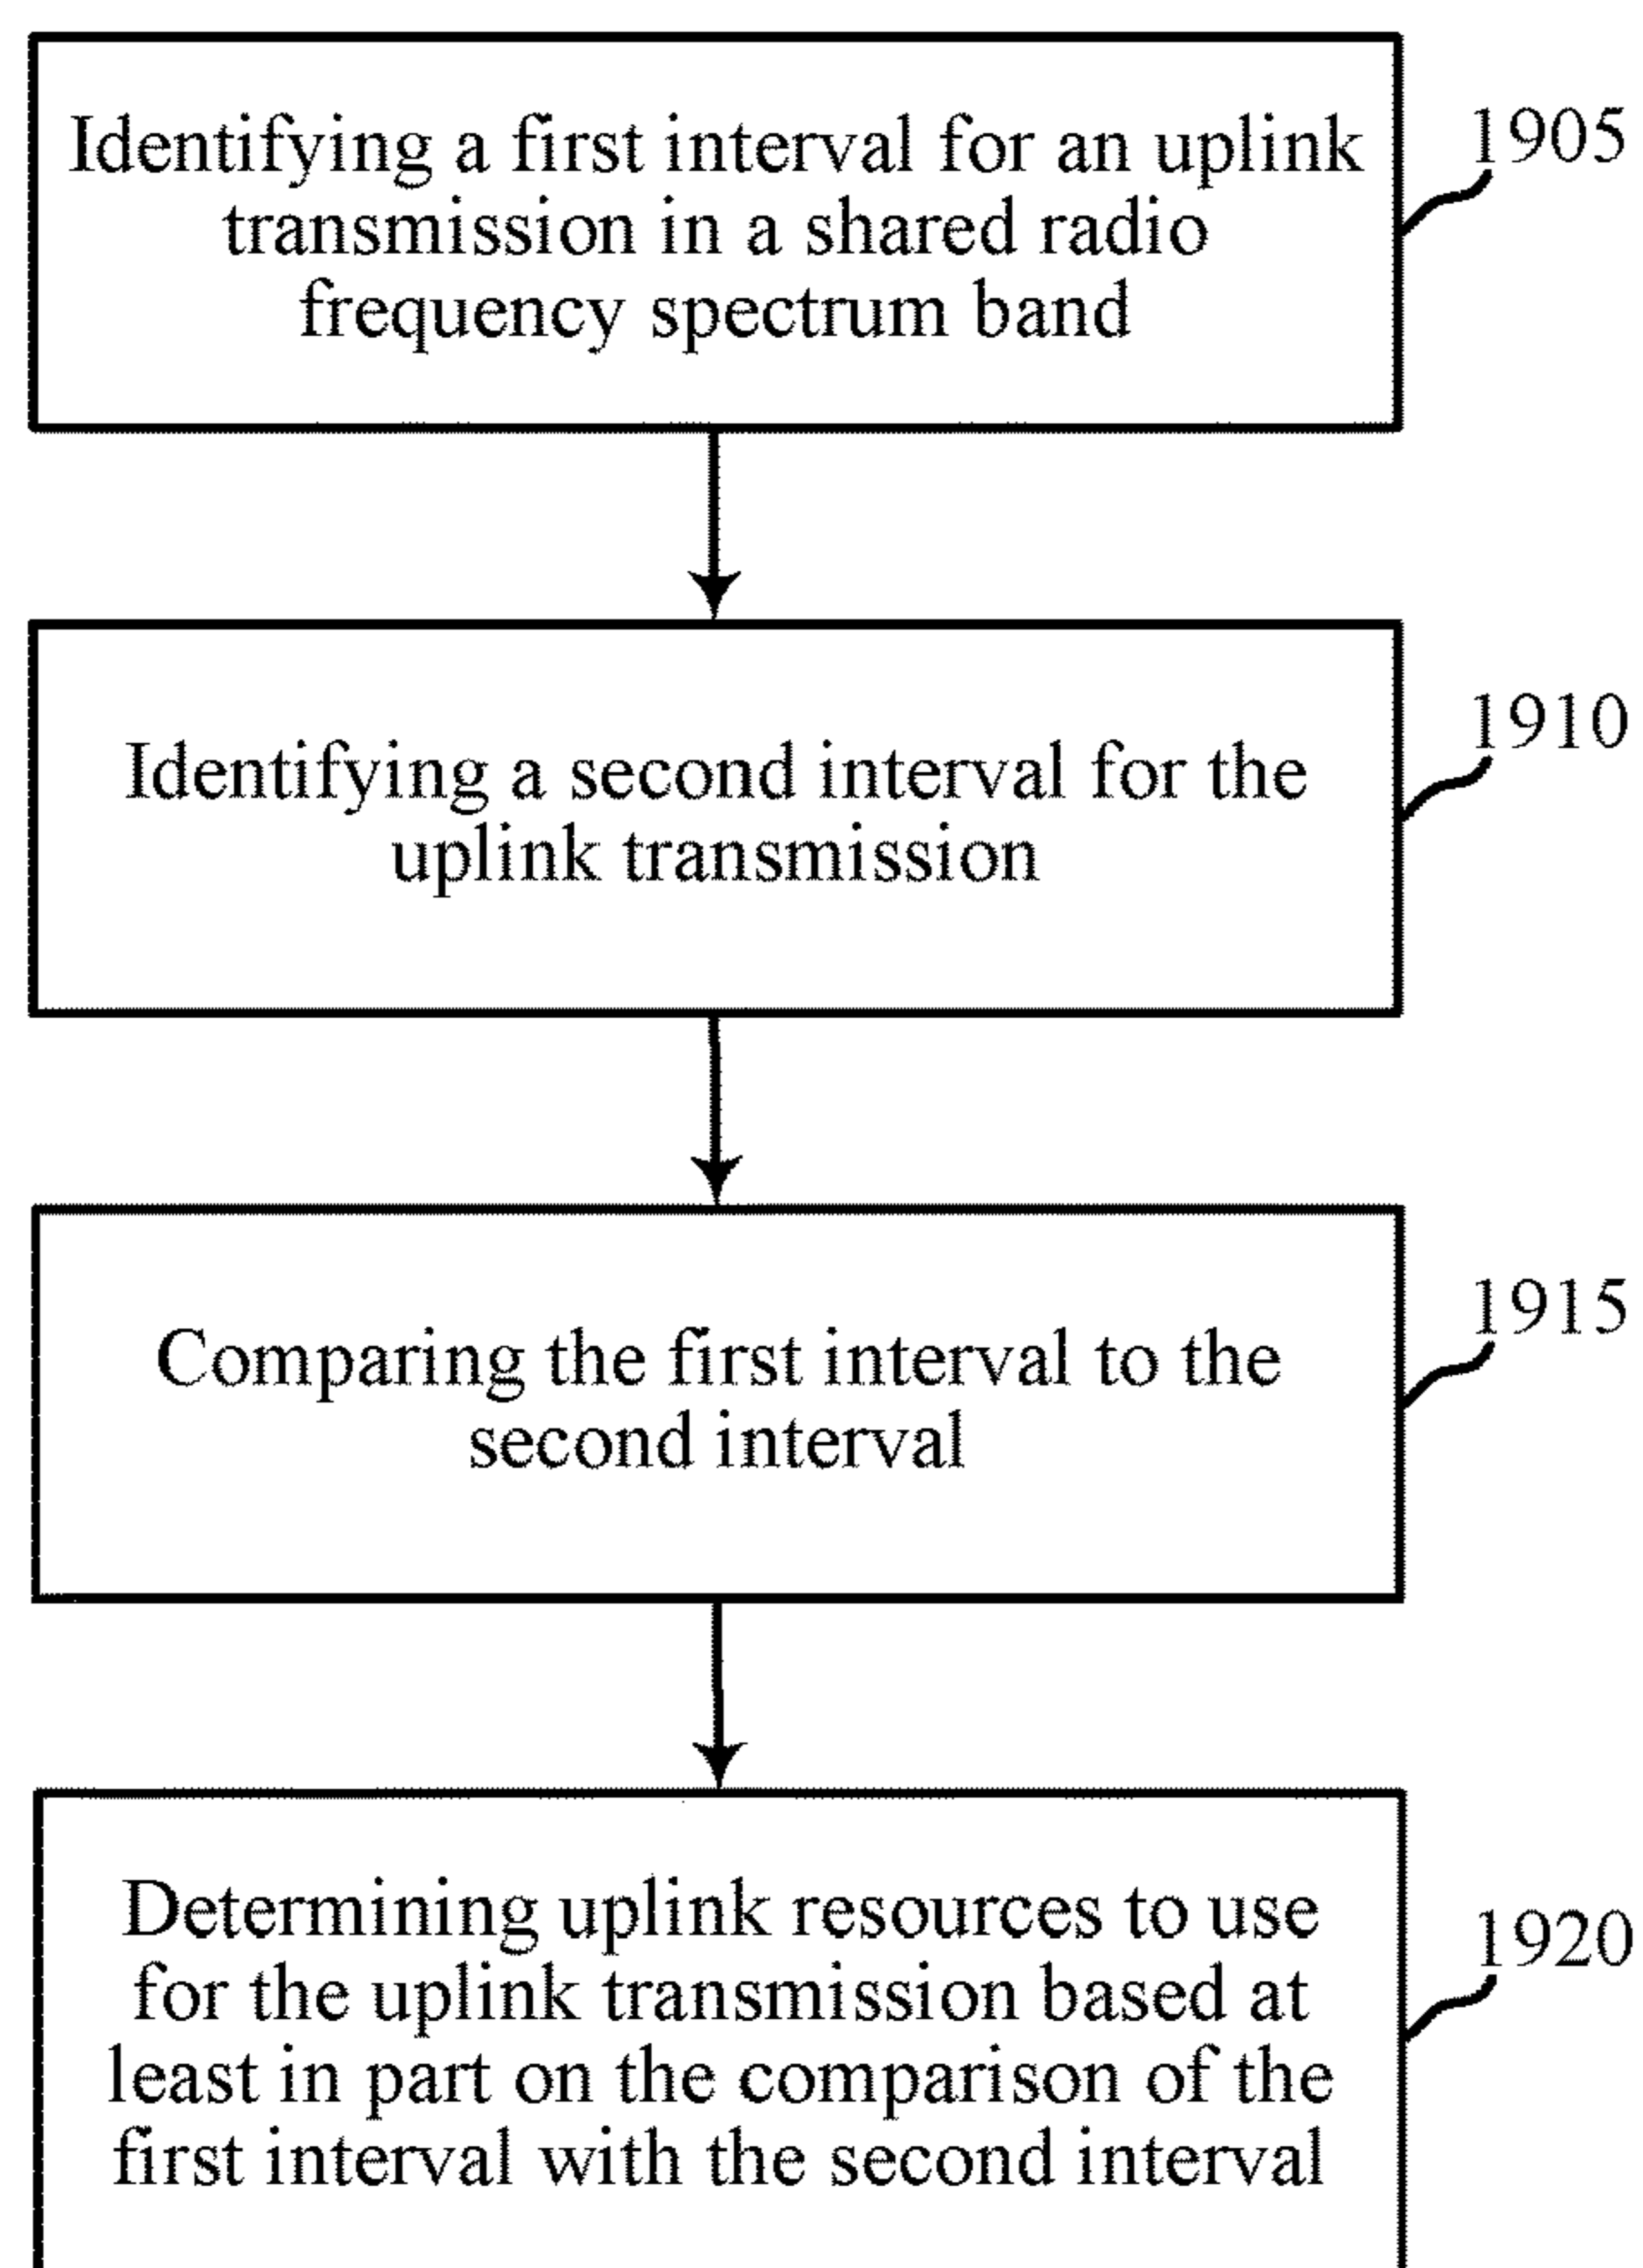 Identifying a first interval for an uplink
transmission in a shared radio
frequency spectrum band
1905
Identifying a second interval for the
uplink transmission
1910
Comparing the first interval to the
second interval
1915
Determining uplink resources to use
for the uplink transmission based at
least in part on the comparison of the
first interval with the second interval
1920